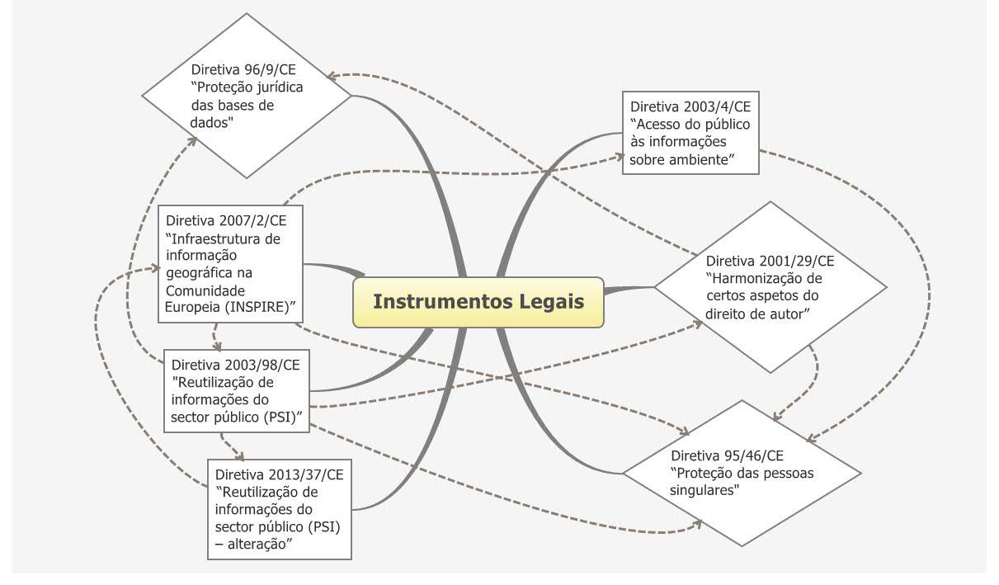 Diretiva 96/9/CE
“Proteção jurídica
das bases de
dados"
Diretiva 2003/4/CE
“Acesso do público
às informações
sobre ambiente”
Diretiva 2007/2/CE
“Infraestrutura de
informação
geográfica na
Comunidade
Europeia (INSPIRE)”
Instrumentos Legais
Diretiva 2001/29/CE
“Harmonização de
certos aspetos do
direito de autor”
Diretiva 2003/98/CE
"Reutilização de
informações do
sector público (PSI)”
Diretiva 95/46/CE
“Proteção das pessoas
singulares"
Diretiva 2013/37/CE
“Reutilização de
informações do
sector público (PSI)
– alteração”